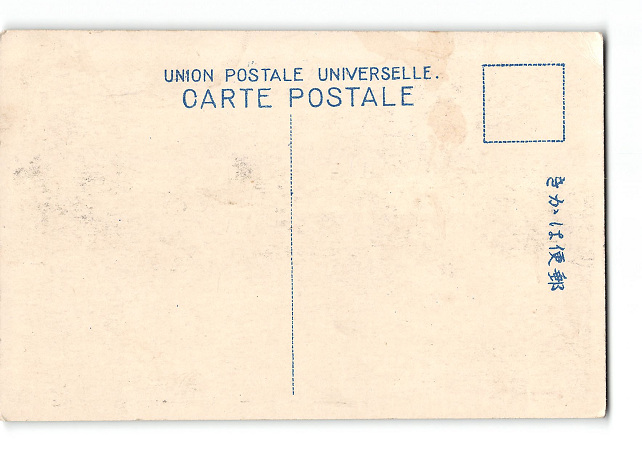 UNION POSTALE UNIVERSELLE.
CARTE POSTALE
きかは便郵